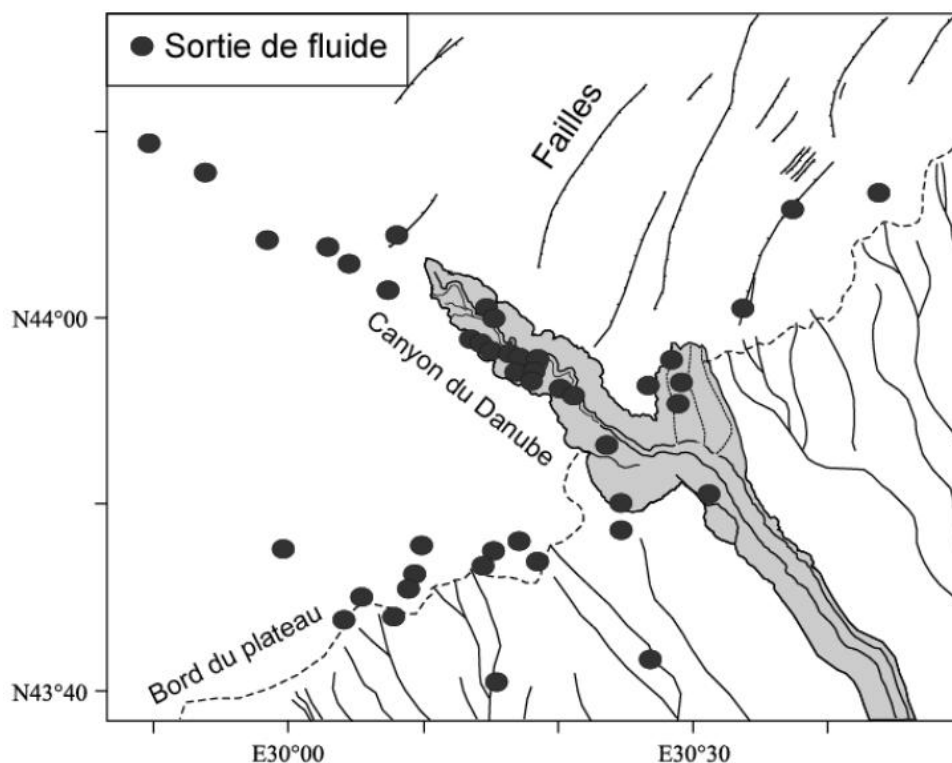 Sortie de fluide
Failles
N44°00
Canyon du Danube
Bord du plateau
N43°40
E30°00
E30°30